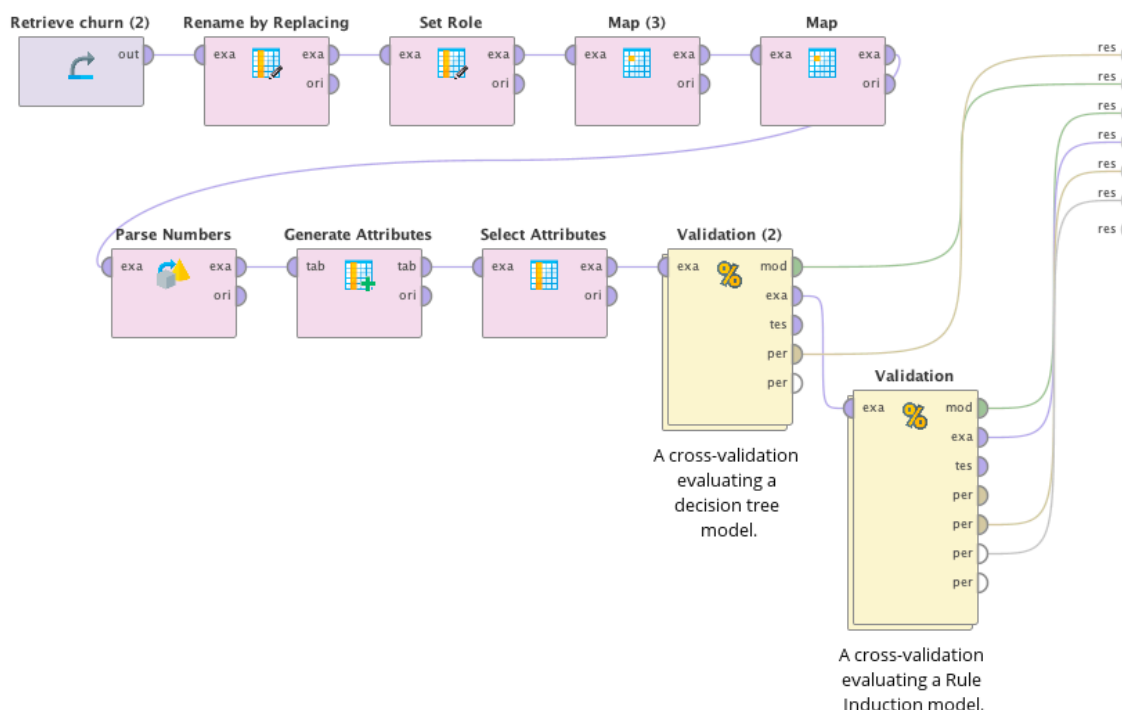 Retrieve churn (2) Rename by Replacing Set Role Map (3) Map
out exa exa exa exa exa exa exa exa
ori ori ori ori
res
res
res
res
res
res
res
Parse Numbers Generate Attributes Select Attributes Validation (2)
exa exa tab tab exa exa exa mod
ori ori ori exa
tes
per
per
Validation
exa mod
exa
tes
per
per
per
per
A cross-validation
evaluating a
decision tree
model.
A cross-validation
evaluating a Rule
Induction model.